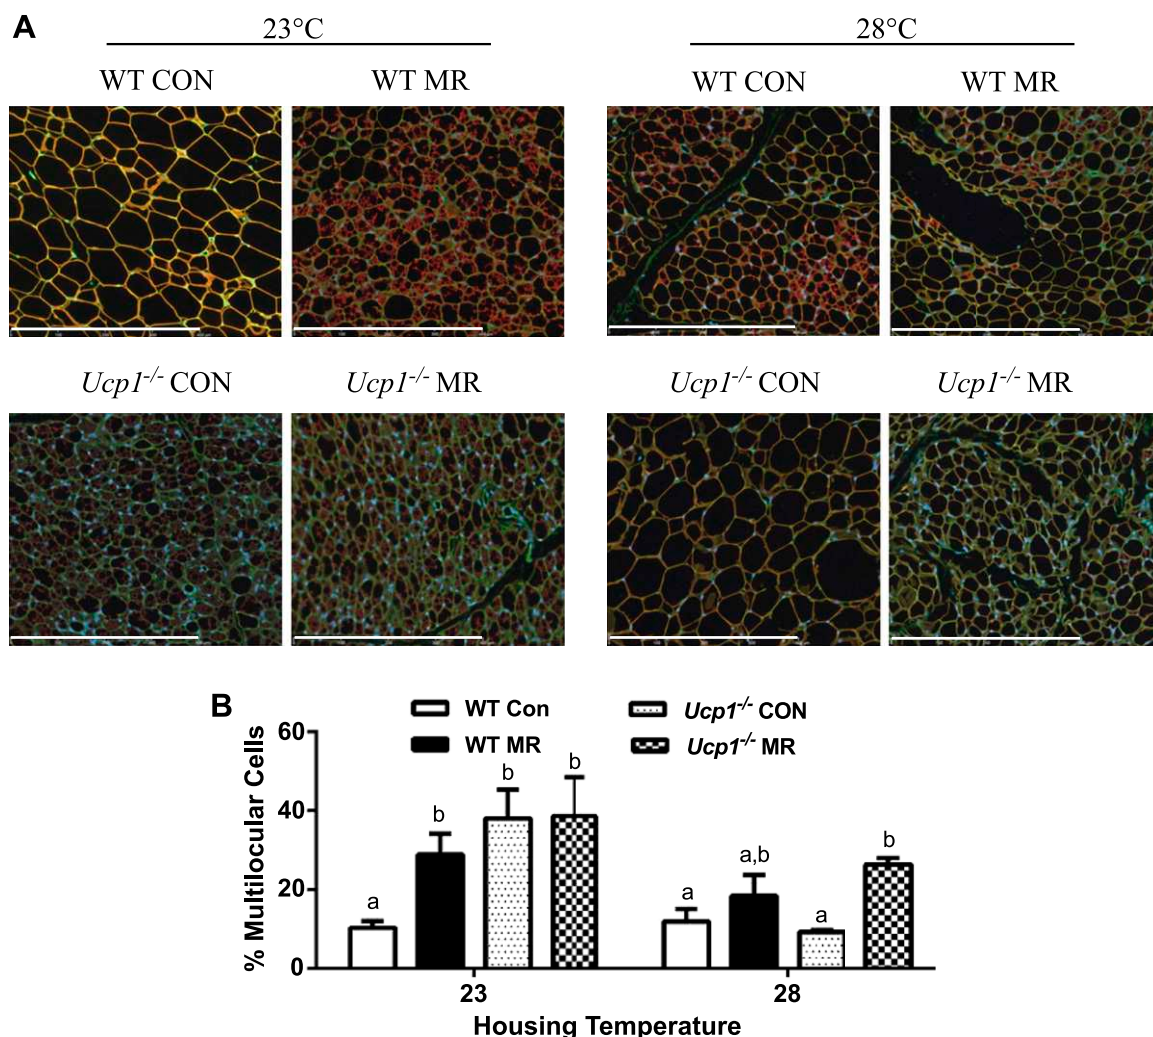 A
23°C
28°C
WT CON
WT MR
WT CON
WT MR
Ucp1-/- CON
Ucp1-/- MR
Ucp1-/- CON
Ucp1-/- MR
B
WT Con
Ucp1-/- CON
WT MR
Ucp1-/- MR
% Multilocular Cells
60
40
20
0
a
b
b
b
a
a,b
a
b
23
28
Housing Temperature